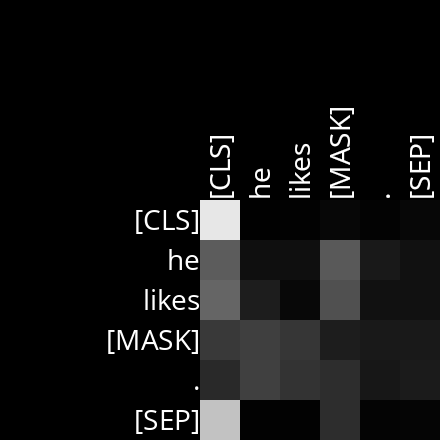 [CLS]
he
likes
[MASK]
.
[SEP]
[CLS]
he
likes
[MASK]
.
[SEP]